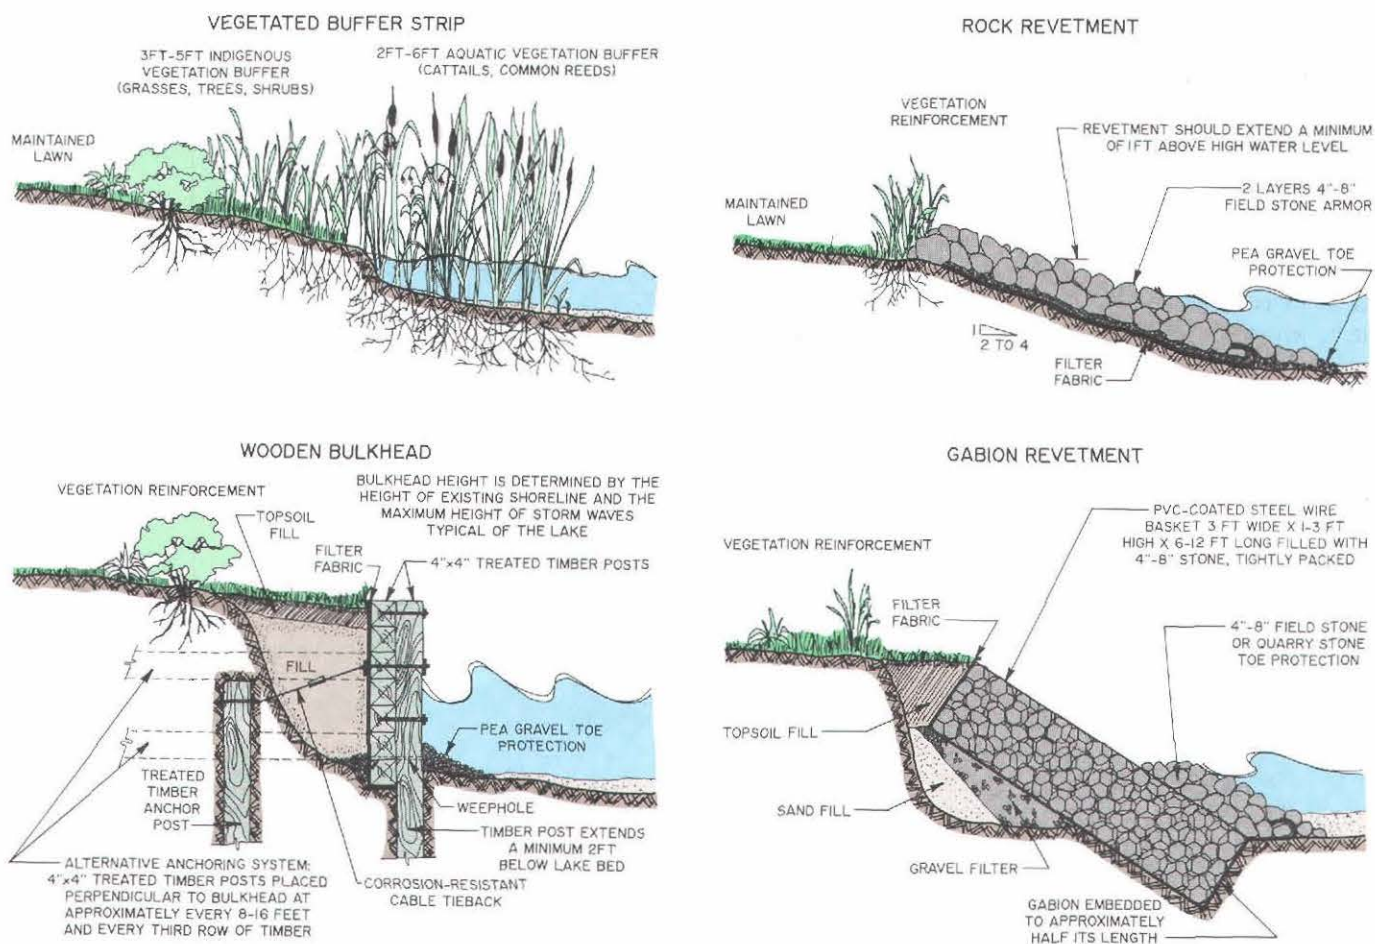 VEGETATED BUFFER STRIP
3FT-5FT INDIGENOUS
VEGETATION BUFFER
(GRASSES, TREES, SHRUBS)
2FT-6FT AQUATIC VEGETATION BUFFER
(CATTAILS, COMMON REEDS)
MAINTAINED
LAWN
ROCK REVETMENT
VEGETATION
REINFORCEMENT
REVETMENT SHOULD EXTEND A MINIMUM
OF 1FT ABOVE HIGH WATER LEVEL
2 LAYERS 4"-8"
FIELD STONE ARMOR
MAINTAINED
LAWN
PEA GRAVEL TOE
PROTECTION
1
2 TO 4
FILTER
FABRIC
WOODEN BULKHEAD
VEGETATION REINFORCEMENT
BULKHEAD HEIGHT IS DETERMINED BY THE
HEIGHT OF EXISTING SHORELINE AND THE
MAXIMUM HEIGHT OF STORM WAVES
TYPICAL OF THE LAKE
TOPSOIL
FILL
FILTER
FABRIC
4"x4" TREATED TIMBER POSTS
FILL
PEA GRAVEL TOE
PROTECTION
TREATED
TIMBER
ANCHOR
POST
WEEPHOLE
TIMBER POST EXTENDS
A MINIMUM 2FT
BELOW LAKE BED
ALTERNATIVE ANCHORING SYSTEM:
4"x4" TREATED TIMBER POSTS PLACED
PERPENDICULAR TO BULKHEAD AT
APPROXIMATELY EVERY 8-16 FEET
AND EVERY THIRD ROW OF TIMBER
CORROSION-RESISTANT
CABLE TIEBACK
GABION REVETMENT
PVC-COATED STEEL WIRE
BASKET 3 FT WIDE X 1-3 FT
HIGH X 6-12 FT LONG FILLED WITH
4"-8" STONE, TIGHTLY PACKED
VEGETATION REINFORCEMENT
FILTER
FABRIC
4"-8" FIELD STONE
OR QUARRY STONE
TOE PROTECTION
TOPSOIL FILL
SAND FILL
GRAVEL FILTER
GABION EMBEDDED
TO APPROXIMATELY
HALF ITS LENGTH